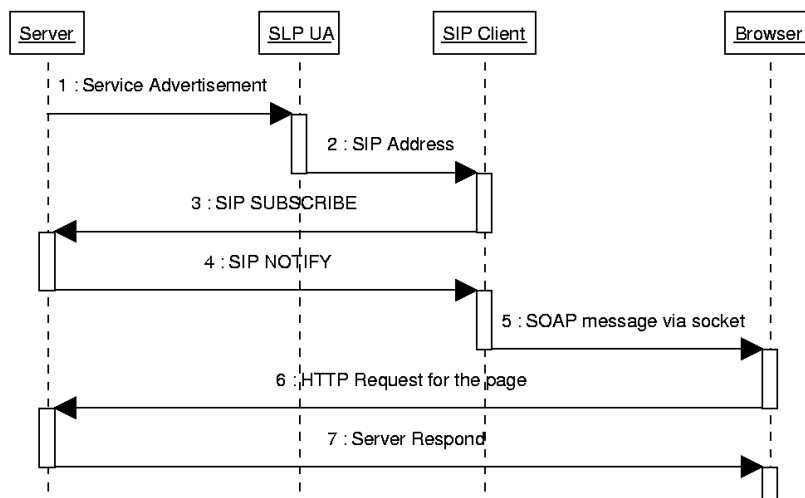 Server
SLP UA
SIP Client
Browser
1 : Service Advertisement
2 : SIP Address
3 : SIP SUBSCRIBE
4 : SIP NOTIFY
5 : SOAP message via socket
6 : HTTP Request for the page
7 : Server Respond